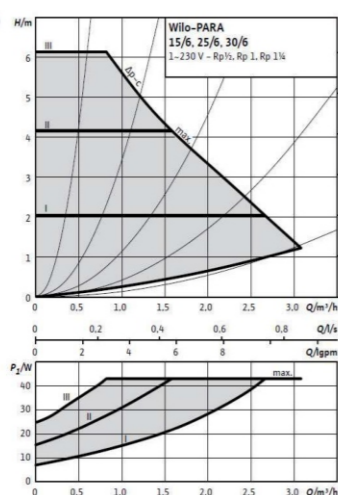 H/m
Wilo-PARA
15/6, 25/6, 30/6
1~230 V - Rp½, Rp 1, Rp 1¼
6
5
4
3
2
1
0
III
II
I
Δp-c
max.
0 0,5 1,0 1,5 2,0 2,5 3,0 Q/m³/h
0 0,2 0,4 0,6 0,8 Q/l/s
0 2 4 6 8 Q/lgpm
P₁/W
40
30
20
10
0
III
II
I
max.
0 0,5 1,0 1,5 2,0 2,5 3,0 Q/m³/h